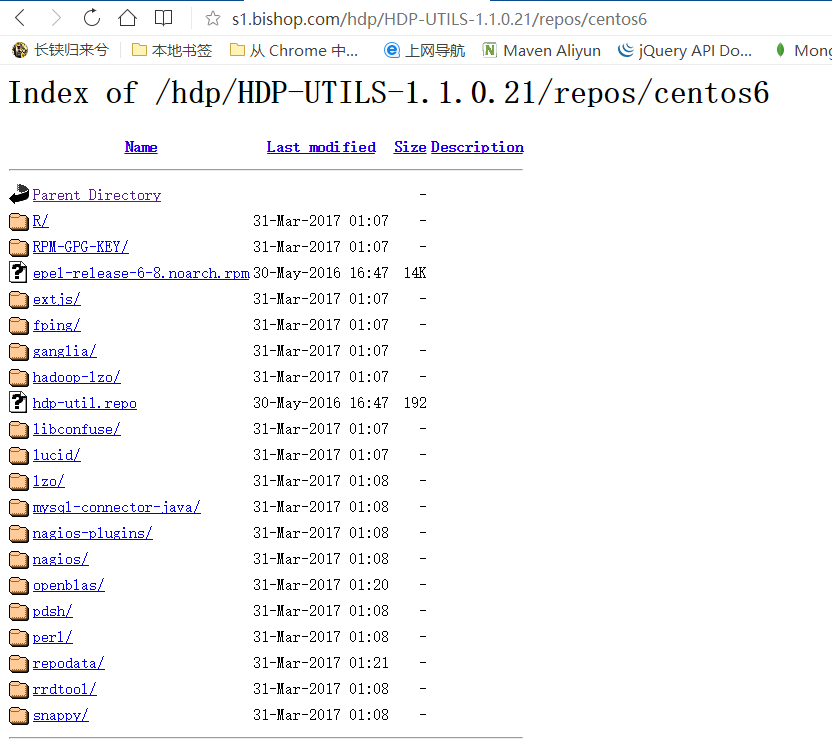 s1.bishop.com/hdp/HDP-UTILS-1.1.0.21/repos/centos6
长铗归来兮 本地书签 从 Chrome 中... 上网导航 N Maven Aliyun jQuery API Do... Mong
Index of /hdp/HDP-UTILS-1.1.0.21/repos/centos6
Name Last modified Size Description
Parent Directory -
R/ 31-Mar-2017 01:07 -
RPM-GPG-KEY/ 31-Mar-2017 01:07 -
epel-release-6-8.noarch.rpm 30-May-2016 16:47 14K
extjs/ 31-Mar-2017 01:07 -
fping/ 31-Mar-2017 01:07 -
ganglia/ 31-Mar-2017 01:07 -
hadoop-lzo/ 31-Mar-2017 01:07 -
hdp-util.repo 30-May-2016 16:47 192
libconfuse/ 31-Mar-2017 01:07 -
lucid/ 31-Mar-2017 01:07 -
lzo/ 31-Mar-2017 01:08 -
mysql-connector-java/ 31-Mar-2017 01:08 -
nagios-plugins/ 31-Mar-2017 01:08 -
nagios/ 31-Mar-2017 01:08 -
openblas/ 31-Mar-2017 01:20 -
pdsh/ 31-Mar-2017 01:08 -
perl/ 31-Mar-2017 01:08 -
repodata/ 31-Mar-2017 01:21 -
rrdtool/ 31-Mar-2017 01:08 -
snappy/ 31-Mar-2017 01:08 -